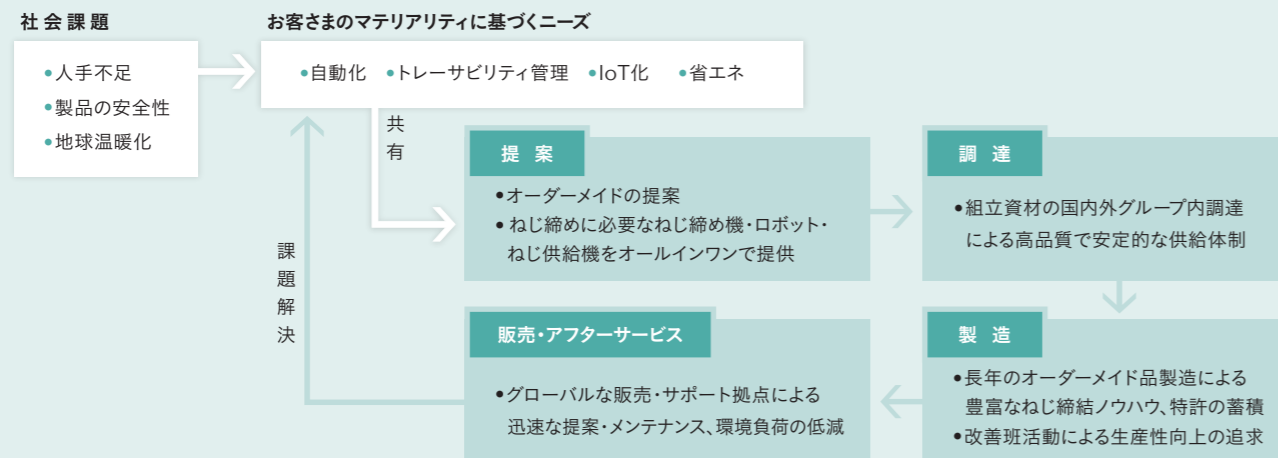 社会課題
•人手不足
•製品の安全性
•地球温暖化
お客さまのマテリアリティに基づくニーズ
•自動化 •トレーサビリティ管理 •IoT化 •省エネ
共有
提 案
•オーダーメイドの提案
•ねじ締めに必要なねじ締め機・ロボット・
ねじ供給機をオールインワンで提供
調 達
•組立資材の国内外グループ内調達
による高品質で安定的な供給体制
製 造
•長年のオーダーメイド品製造による
豊富なねじ締結ノウハウ、特許の蓄積
•改善班活動による生産性向上の追求
販売・アフターサービス
•グローバルな販売・サポート拠点による
迅速な提案・メンテナンス、環境負荷の低減
課題解決